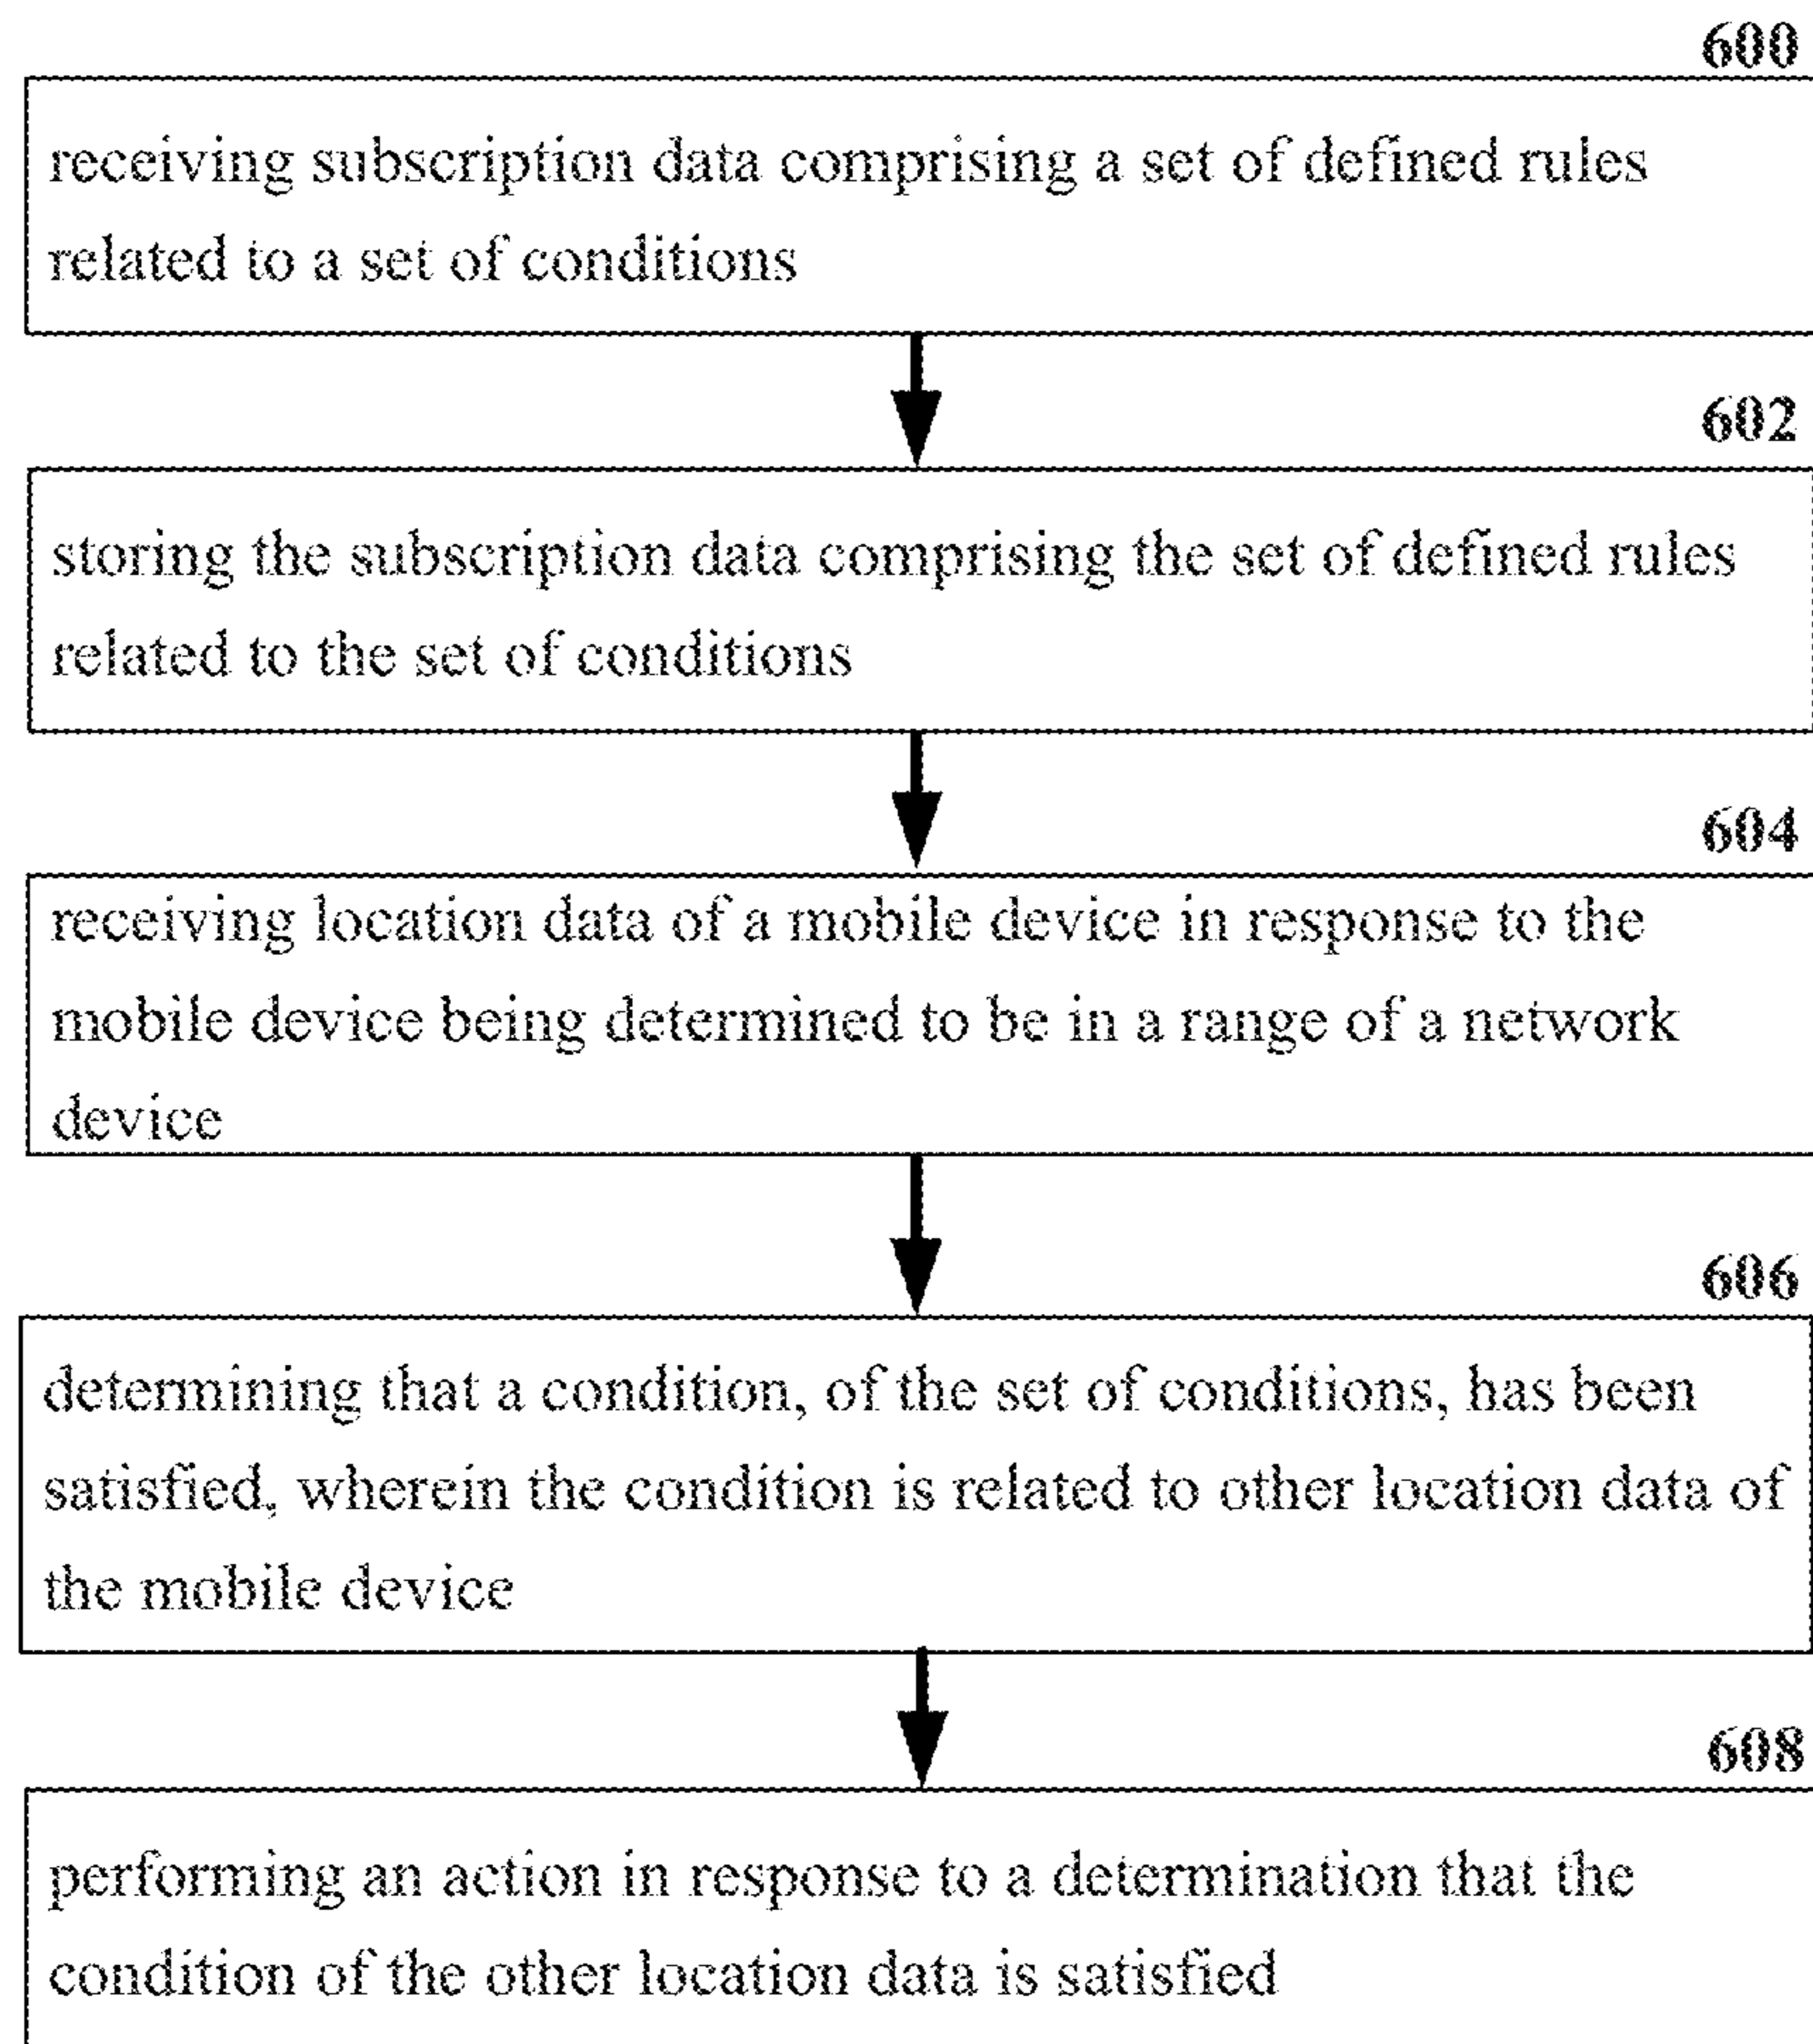 600
receiving subscription data comprising a set of defined rules
related to a set of conditions
602
storing the subscription data comprising the set of defined rules
related to the set of conditions
604
receiving location data of a mobile device in response to the
mobile device being determined to be in a range of a network
device
606
determining that a condition, of the set of conditions, has been
satisfied, wherein the condition is related to other location data of
the mobile device
608
performing an action in response to a determination that the
condition of the other location data is satisfied